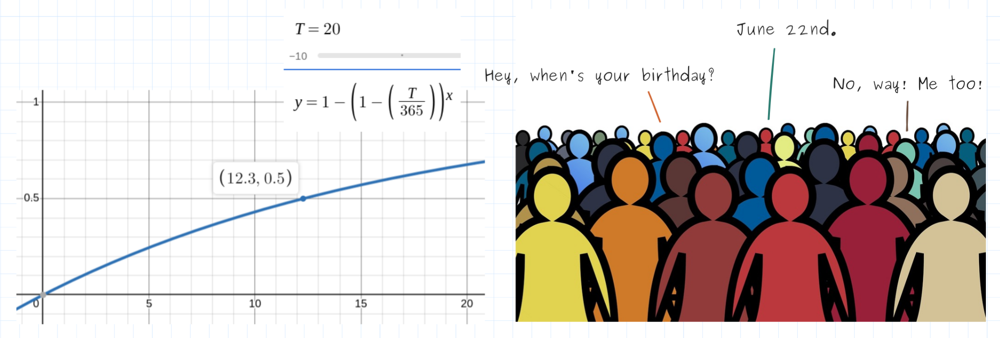 T = 20
−10
y = 1 − (1 − (T/365))^x
1
(12.3, 0.5)
0.5
0
5
10
15
20
June 22nd.
Hey, when's your birthday?
No, way! Me too!